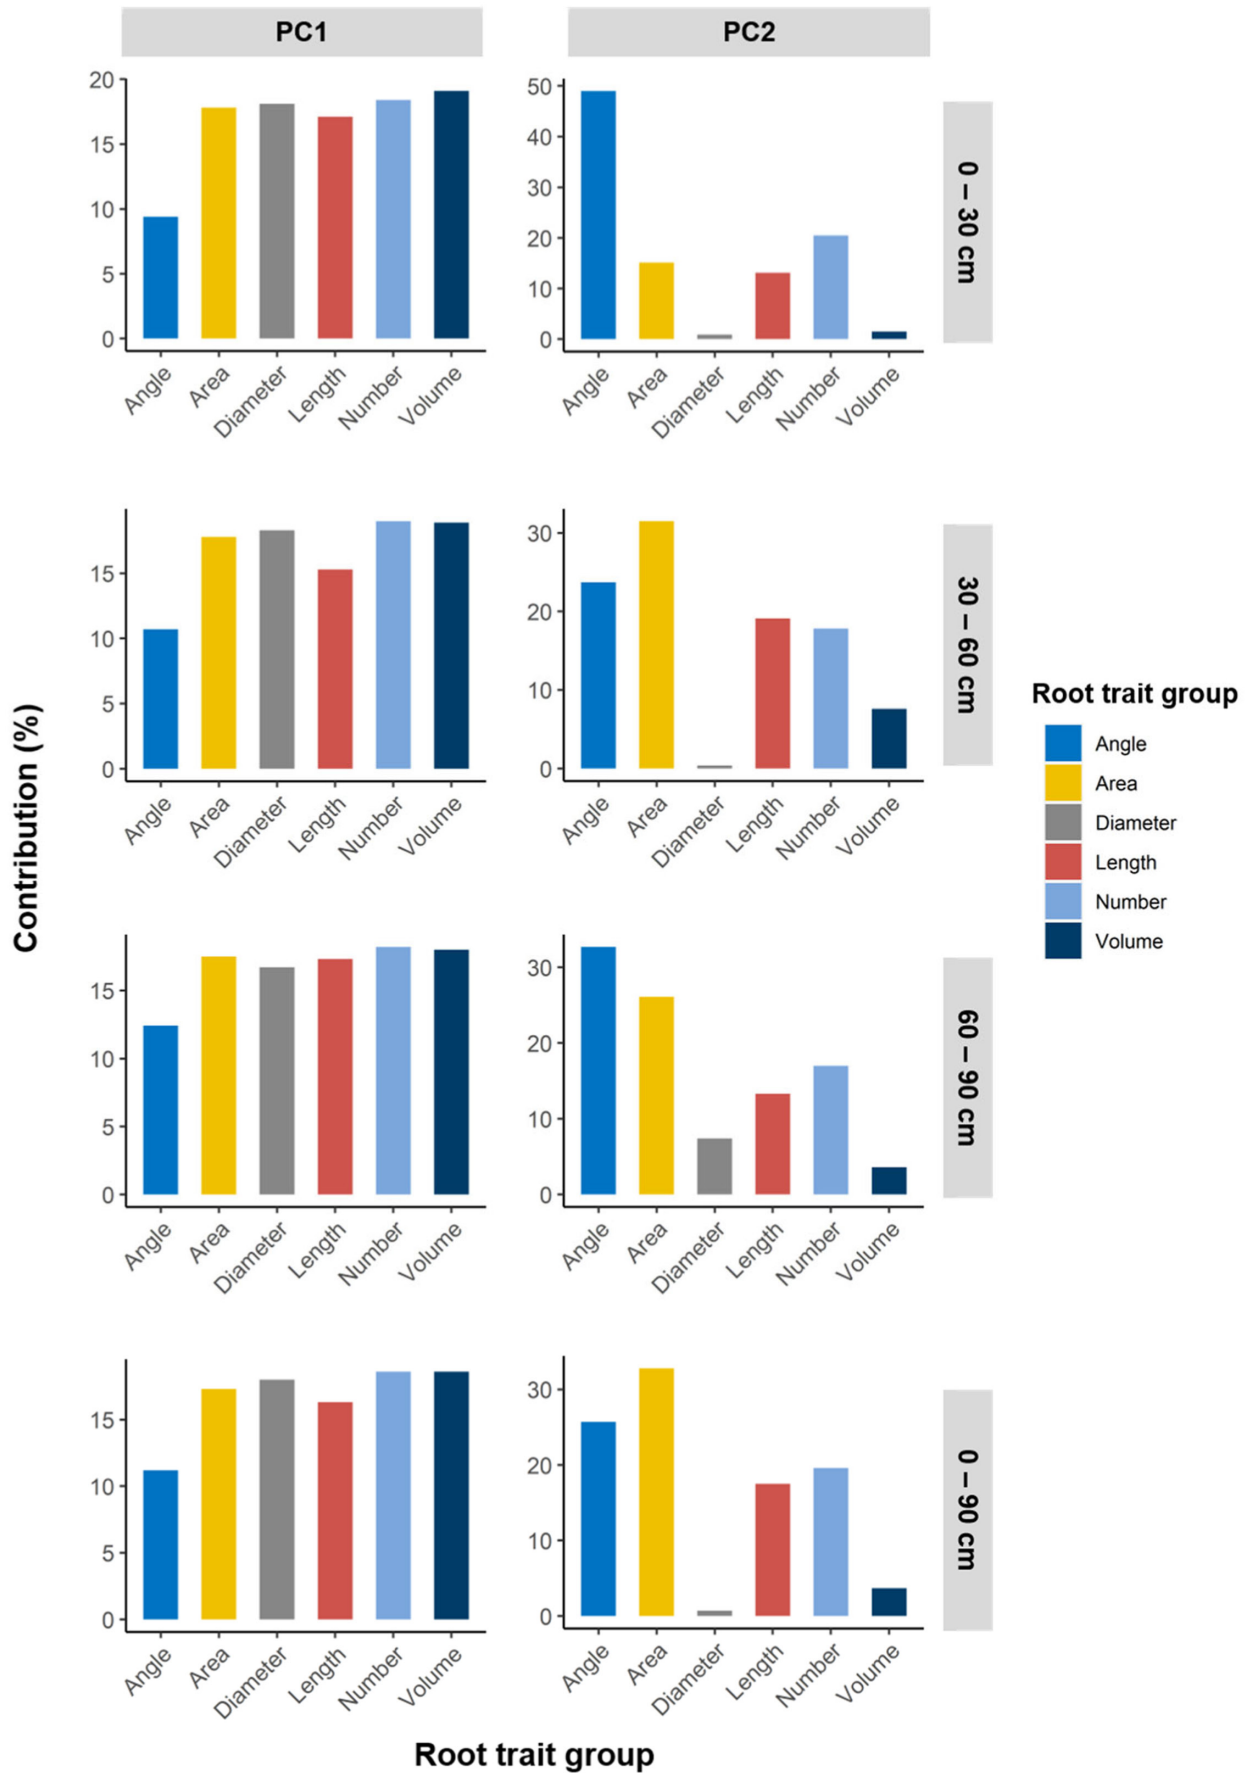 PC1
PC2
20
15
10
5
0
Angle
Area
Diameter
Length
Number
Volume
50
40
30
20
10
0
Angle
Area
Diameter
Length
Number
Volume
0 – 30 cm
15
10
5
0
Angle
Area
Diameter
Length
Number
Volume
30
20
10
0
Angle
Area
Diameter
Length
Number
Volume
30 – 60 cm
15
10
5
0
Angle
Area
Diameter
Length
Number
Volume
30
20
10
0
Angle
Area
Diameter
Length
Number
Volume
60 – 90 cm
15
10
5
0
Angle
Area
Diameter
Length
Number
Volume
30
20
10
0
Angle
Area
Diameter
Length
Number
Volume
0 – 90 cm
Contribution (%)
Root trait group
Root trait group
Angle
Area
Diameter
Length
Number
Volume